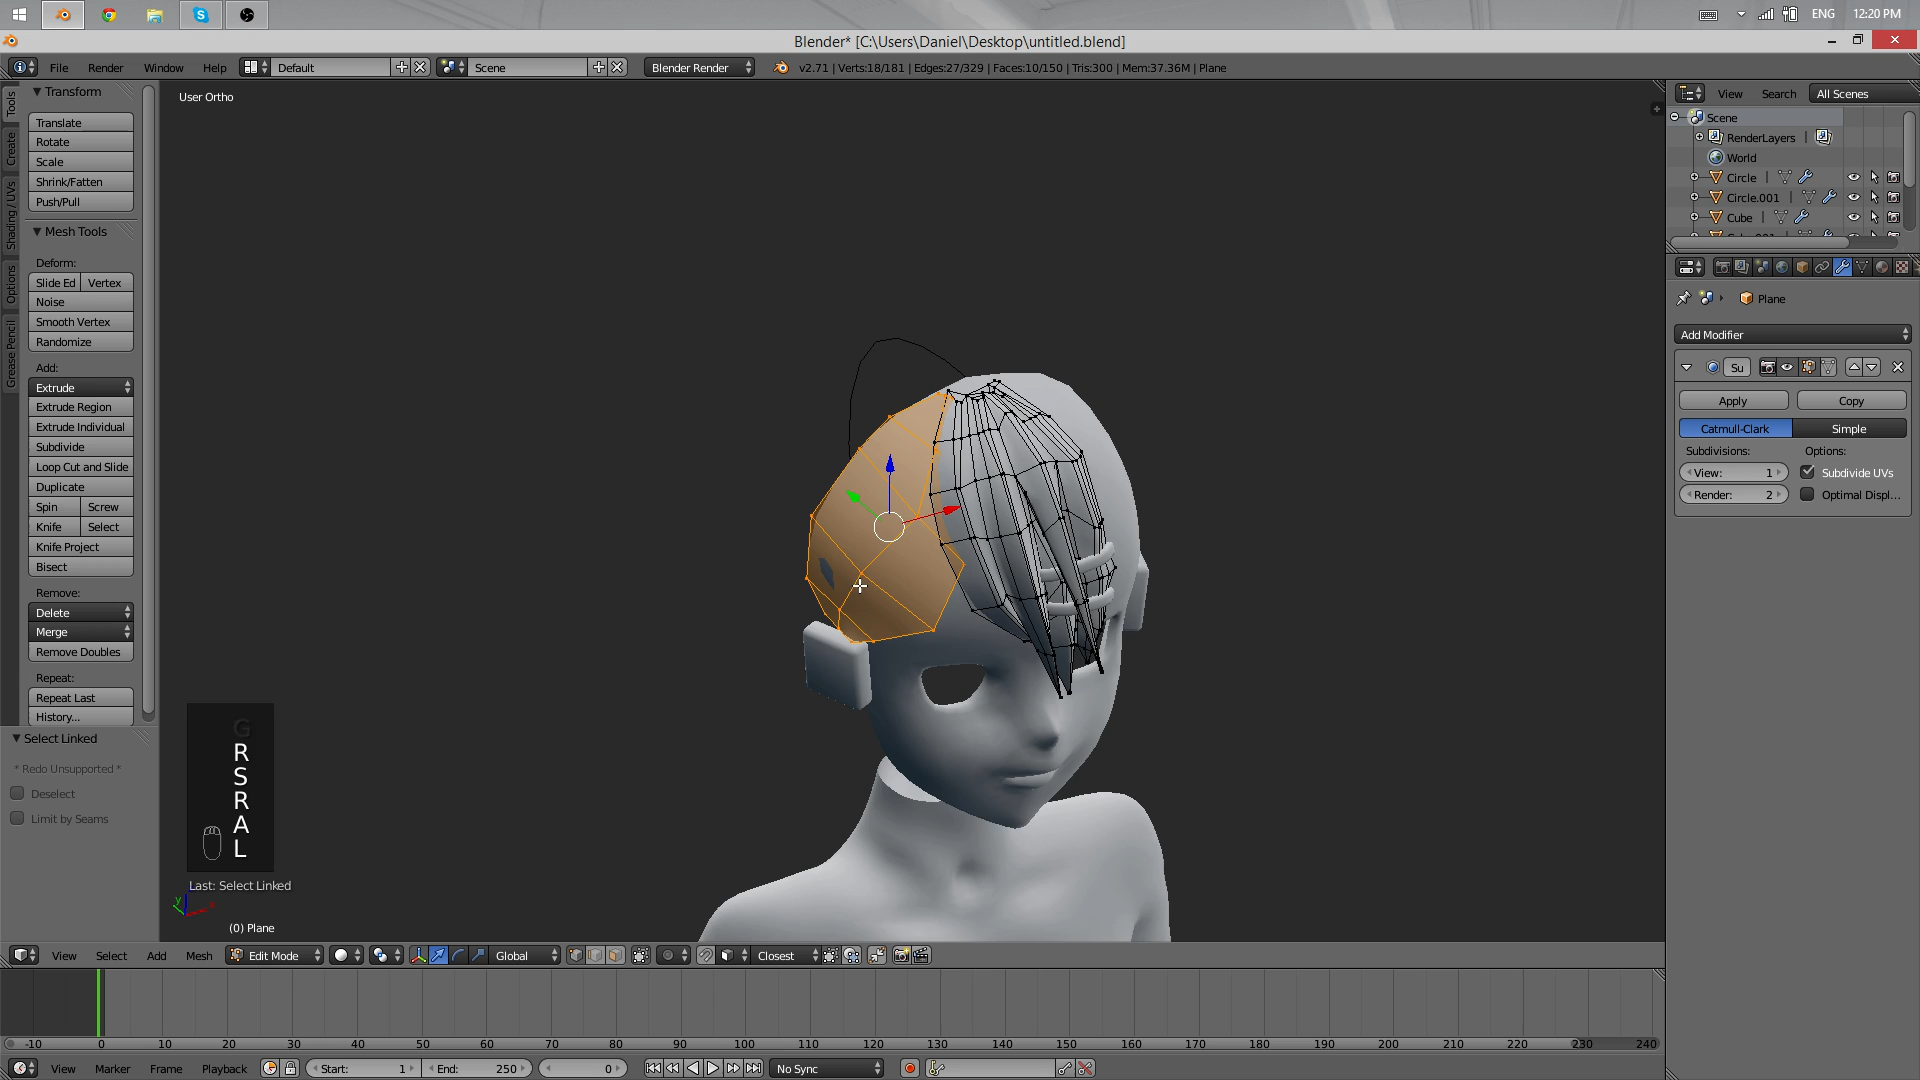 ENG 12:20 PM
Blender* [C:\Users\Daniel\Desktop\untitled.blend]
File Render Window Help Default Scene Blender Render v2.71 | Verts:18/181 | Edges:27/329 | Faces:10/150 | Tris:300 | Mem:37.36M | Plane
Tools
Create
Shading / UVs
Options
Grease Pencil
Transform
Translate
Rotate
Scale
Shrink/Fatten
Push/Pull
Mesh Tools
Deform:
Slide Ed Vertex
Noise
Smooth Vertex
Randomize
Add:
Extrude
Extrude Region
Extrude Individual
Subdivide
Loop Cut and Slide
Duplicate
Spin Screw
Knife Select
Knife Project
Bisect
Remove:
Delete
Merge
Remove Doubles
Repeat:
Repeat Last
History...
Select Linked
* Redo Unsupported *
Deselect
Limit by Seams
User Ortho
G
R
S
R
A
L
Last: Select Linked
y
(0) Plane
View Search All Scenes
Scene
RenderLayers |
World
Circle |
Circle.001 |
Cube |
Plane
Add Modifier
Su
Apply Copy
Catmull-Clark Simple
Subdivisions: Options:
View: 1 Subdivide UVs
Render: 2 Optimal Displ...
View Select Add Mesh Edit Mode Global Closest
-10 0 10 20 30 40 50 60 70 80 90 100 110 120 130 140 150 160 170 180 190 200 210 220 230 240
View Marker Frame Playback Start: 1 End: 250 0 No Sync